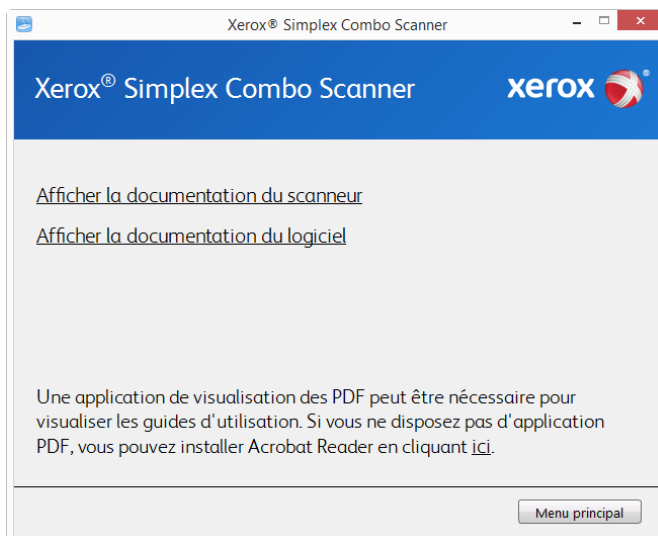 Xerox® Simplex Combo Scanner
Xerox® Simplex Combo Scanner
xerox®
Afficher la documentation du scanneur
Afficher la documentation du logiciel
Une application de visualisation des PDF peut être nécessaire pour
visualiser les guides d'utilisation. Si vous ne disposez pas d'application
PDF, vous pouvez installer Acrobat Reader en cliquant ici.
Menu principal